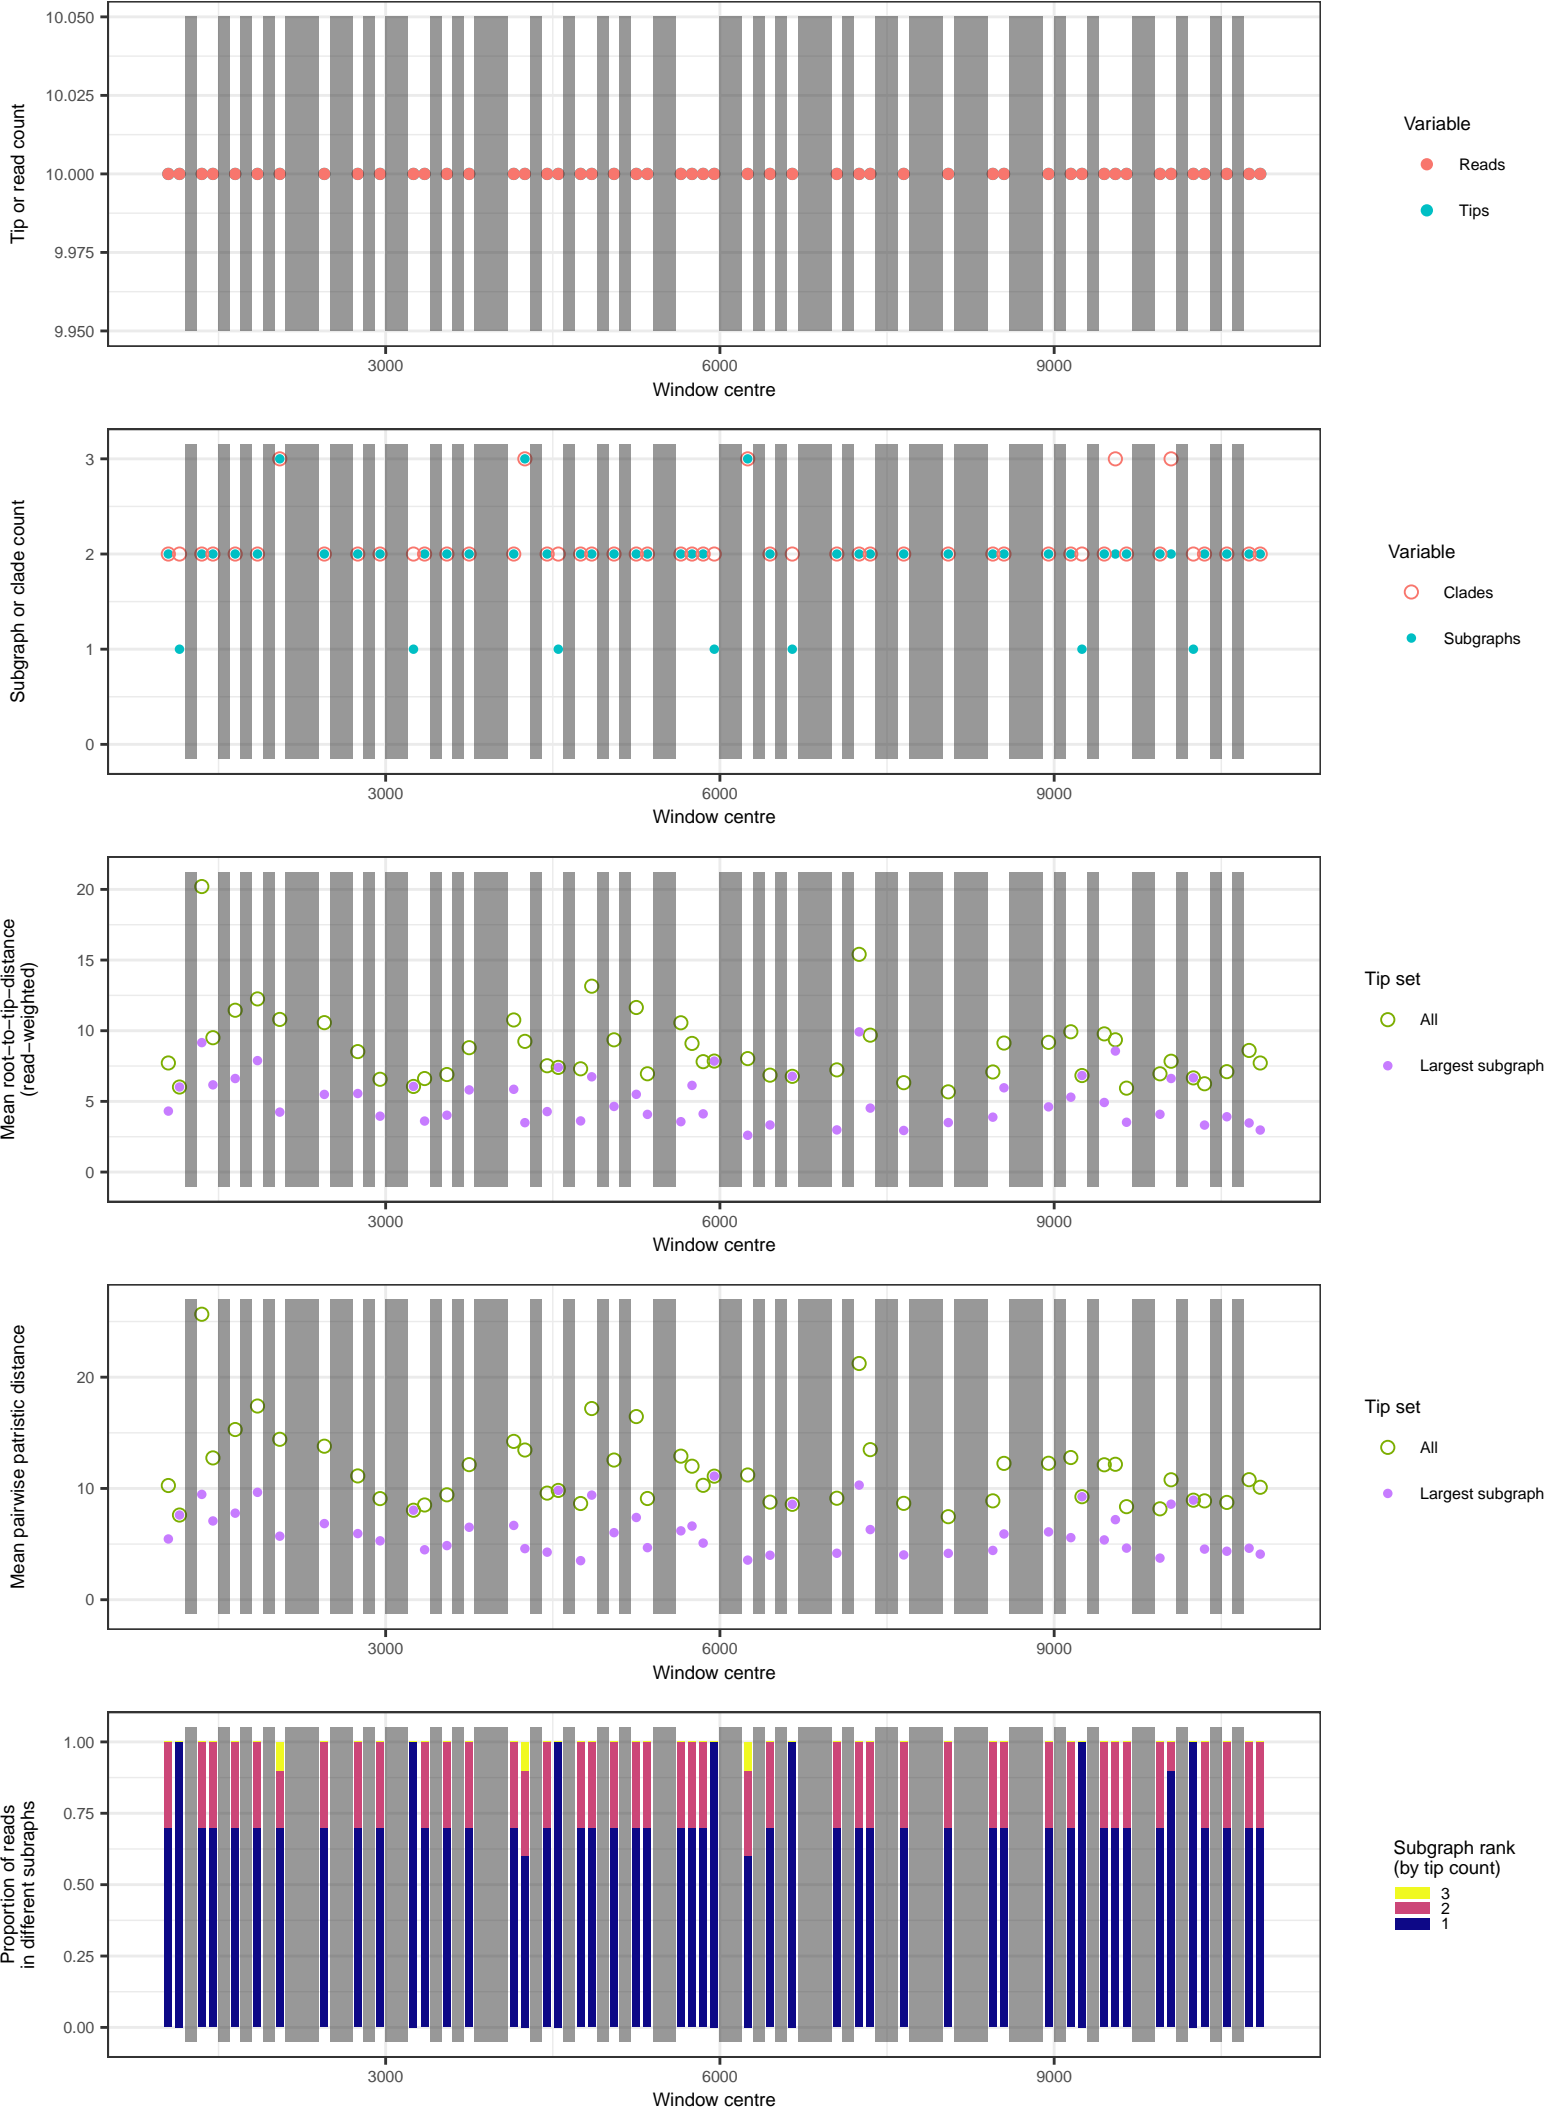 10.050
10.025
10.000
9.975
9.950
Tip or read count
3000
6000
9000
Window centre
Variable
Reads
Tips
3
2
1
0
Subgraph or clade count
3000
6000
9000
Window centre
Variable
Clades
Subgraphs
20
15
10
5
0
Mean root−to−tip−distance
(read−weighted)
3000
6000
9000
Window centre
Tip set
All
Largest subgraph
20
10
0
Mean pairwise patristic distance
3000
6000
9000
Window centre
Tip set
All
Largest subgraph
1.00
0.75
0.50
0.25
0.00
Proportion of reads
in different subraphs
3000
6000
9000
Window centre
Subgraph rank
(by tip count)
3
2
1